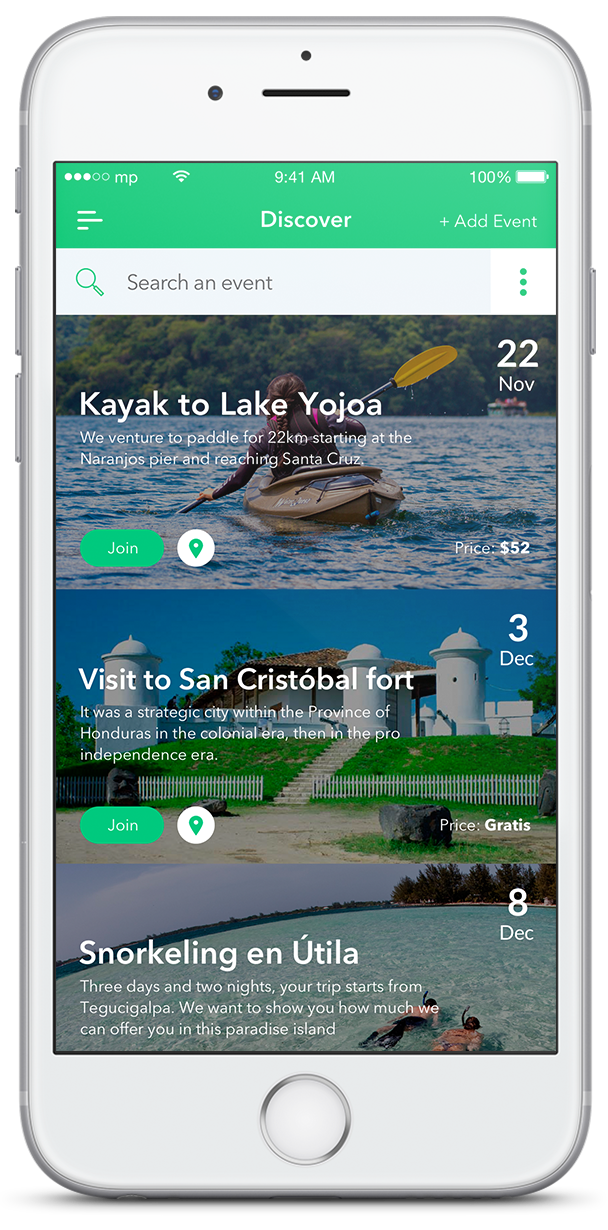 mp 9:41 AM 100%
Discover + Add Event
Search an event
22
Nov
Kayak to Lake Yojoa
We venture to paddle for 22km starting at the
Naranjos pier and reaching Santa Cruz.
Join Price: $52
3
Dec
Visit to San Cristóbal fort
It was a strategic city within the Province of
Honduras in the colonial era, then in the pro
independence era.
Join Price: Gratis
8
Dec
Snorkeling en Útila
Three days and two nights, your trip starts from
Tegucigalpa. We want to show you how much we
can offer you in this paradise island